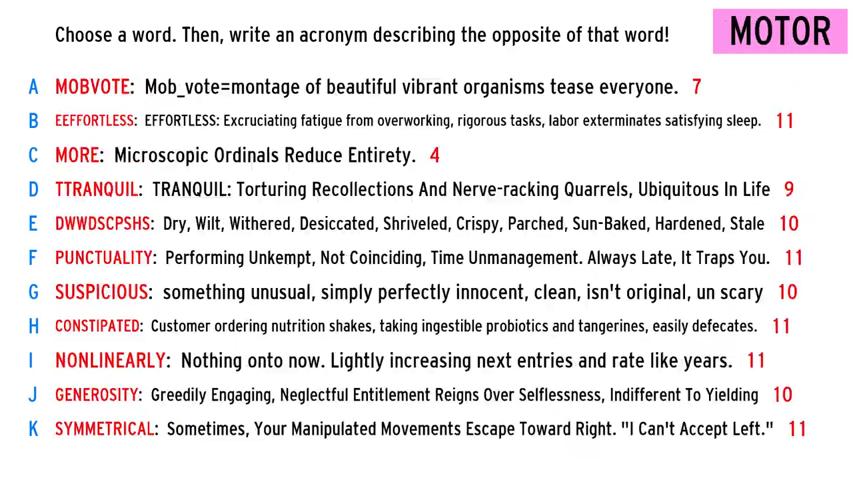 Choose a word. Then, write an acronym describing the opposite of that word!
MOTOR
A MOBVOTE: Mob_vote=montage of beautiful vibrant organisms tease everyone. 7
B EEFFORTLESS: EFFORTLESS: Excruciating fatigue from overworking, rigorous tasks, labor exterminates satisfying sleep. 11
C MORE: Microscopic Ordinals Reduce Entirety. 4
D TTRANQUIL: TRANQUIL: Torturing Recollections And Nerve-racking Quarrels, Ubiquitous In Life 9
E DWWDSCPSHS: Dry, Wilt, Withered, Desiccated, Shriveled, Crispy, Parched, Sun-Baked, Hardened, Stale 10
F PUNCTUALITY: Performing Unkempt, Not Coinciding, Time Unmanagement. Always Late, It Traps You. 11
G SUSPICIOUS: something unusual, simply perfectly innocent, clean, isn't original, un scary 10
H CONSTIPATED: Customer ordering nutrition shakes, taking ingestible probiotics and tangerines, easily defecates. 11
I NONLINEARLY: Nothing onto now. Lightly increasing next entries and rate like years. 11
J GENEROSITY: Greedily Engaging, Neglectful Entitlement Reigns Over Selflessness, Indifferent To Yielding 10
K SYMMETRICAL: Sometimes, Your Manipulated Movements Escape Toward Right. "I Can't Accept Left." 11